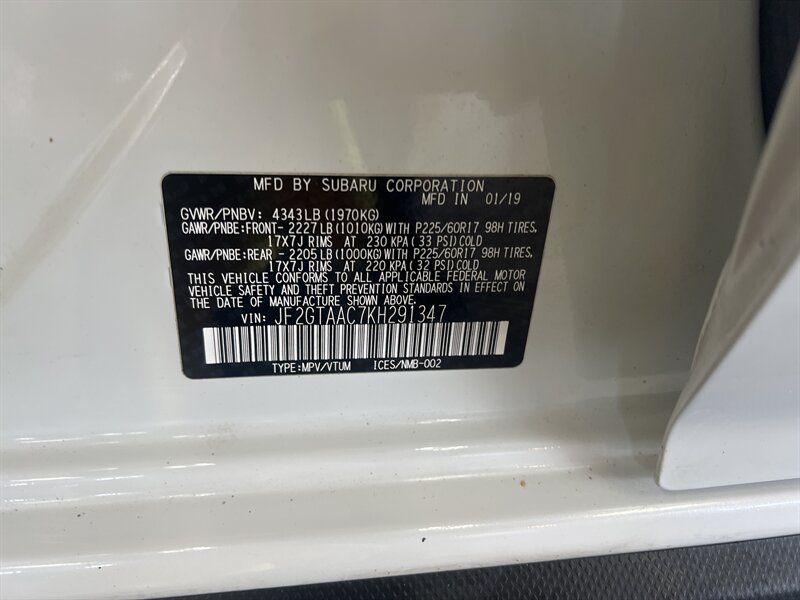 MFD BY SUBARU CORPORATION
MFD IN 01/19
GVWR/PNBV: 4343LB(1970KG)
GAWR/PNBE:FRONT- 2227LB(1010KG)WITH P225/60R17 98H TIRES.
17X7J RIMS AT 230 KPA(33 PSI)COLD
GAWR/PNBE:REAR - 2205LB(1000KG)WITH P225/60R17 98H TIRES.
17X7J RIMS AT 220 KPA(32 PSI)COLD
THIS VEHICLE CONFORMS TO ALL APPLICABLE FEDERAL MOTOR
VEHICLE SAFETY AND THEFT PREVENTION STANDARDS IN EFFECT ON
THE DATE OF MANUFACTURE SHOWN ABOVE.
VIN: JF2GTAAC7KH291347
TYPE:MPV/VTUM ICES/NMB-002